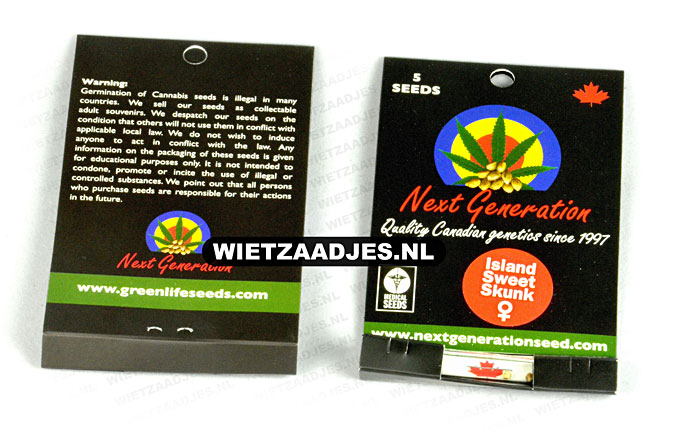 Warning:
Germination of Cannabis seeds is illegal in many
countries. We sell our seeds as collectable
adult souvenirs. We despatch our seeds on the
condition that others will not use them in conflict with
applicable local law. We do not wish to induce
anyone to act in conflict with the law. Any
information on the packaging of these seeds is given
for educational purposes only. It is not intended to
condone, promote or incite the use of illegal or
controlled substances. We point out that all persons
who purchase seeds are responsible for their actions
in the future.
Next Generation
www.greenlifeseeds.com
5
SEEDS
Next Generation
Quality Canadian genetics since 1997
MEDICAL
SEEDS
Island
Sweet
Skunk
www.nextgenerationseed.com
WIETZAADJES.NL